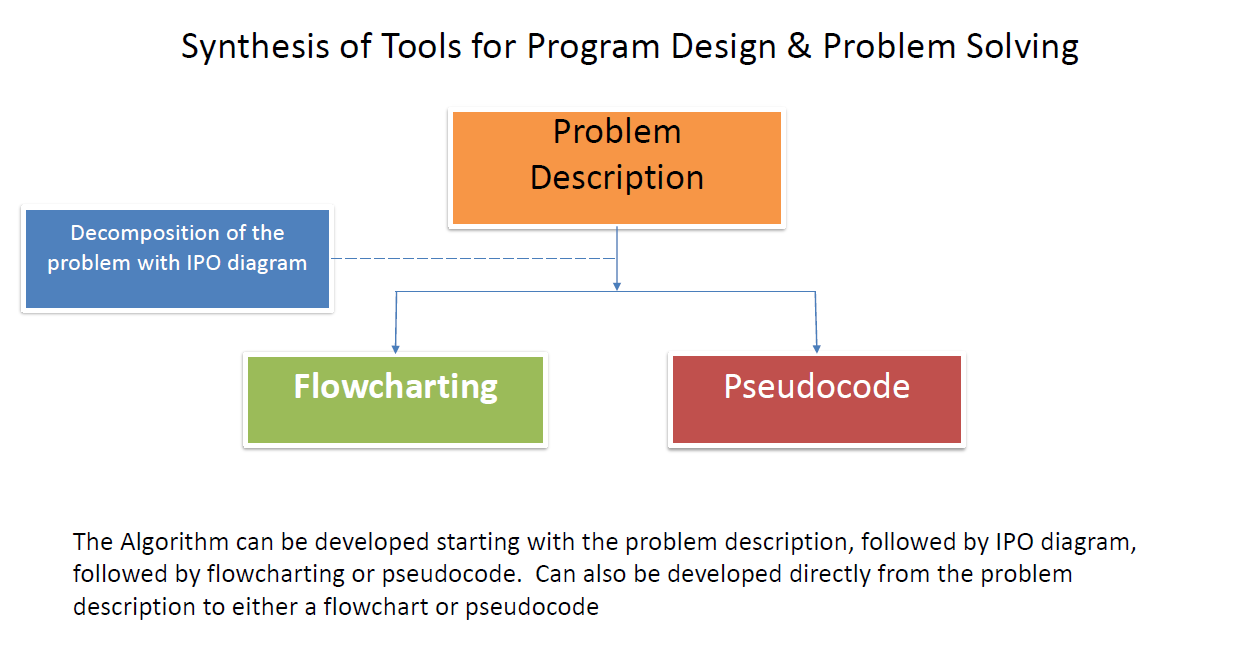 Synthesis of Tools for Program Design & Problem Solving
Problem
Description
Decomposition of the
problem with IPO diagram
Flowcharting
Pseudocode
The Algorithm can be developed starting with the problem description, followed by IPO diagram,
followed by flowcharting or pseudocode.  Can also be developed directly from the problem
description to either a flowchart or pseudocode